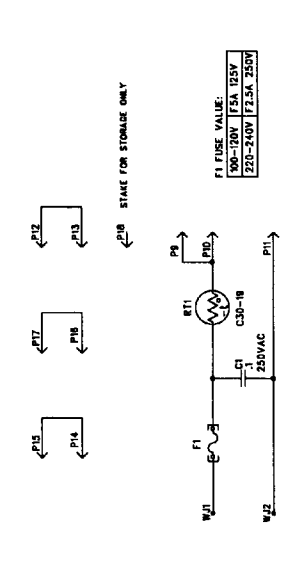 P15
P14
P17
P16
P12
P13
P18 STAKE FOR STORAGE ONLY
WJ1
F1
RT1
C30-19
P9
P10
C1
.1
250VAC
WJ2
P11
F1 FUSE VALUE:
100-120V F5A 125V
220-240V F2.5A 250V